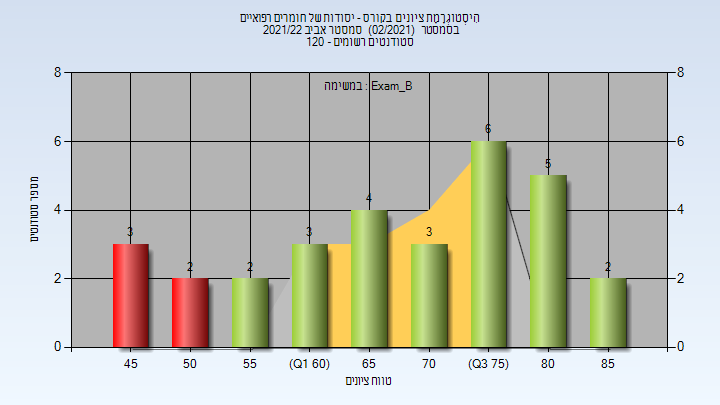 הִיסְטוֹגְרָמַת ציונים בקורס - יסודות של חומרים רפואיים
בסמסטר (02/2021) סמסטר אביב 2021/22
סטודנטים רשומים - 120
במשימה : Exam_B
מספר סטודנטים
8 8
6 6
4 4
2 2
0 0
3 2 2 3 4 3 6 5 2
45 50 55 (Q1 60) 65 70 (Q3 75) 80 85
טווח ציונים